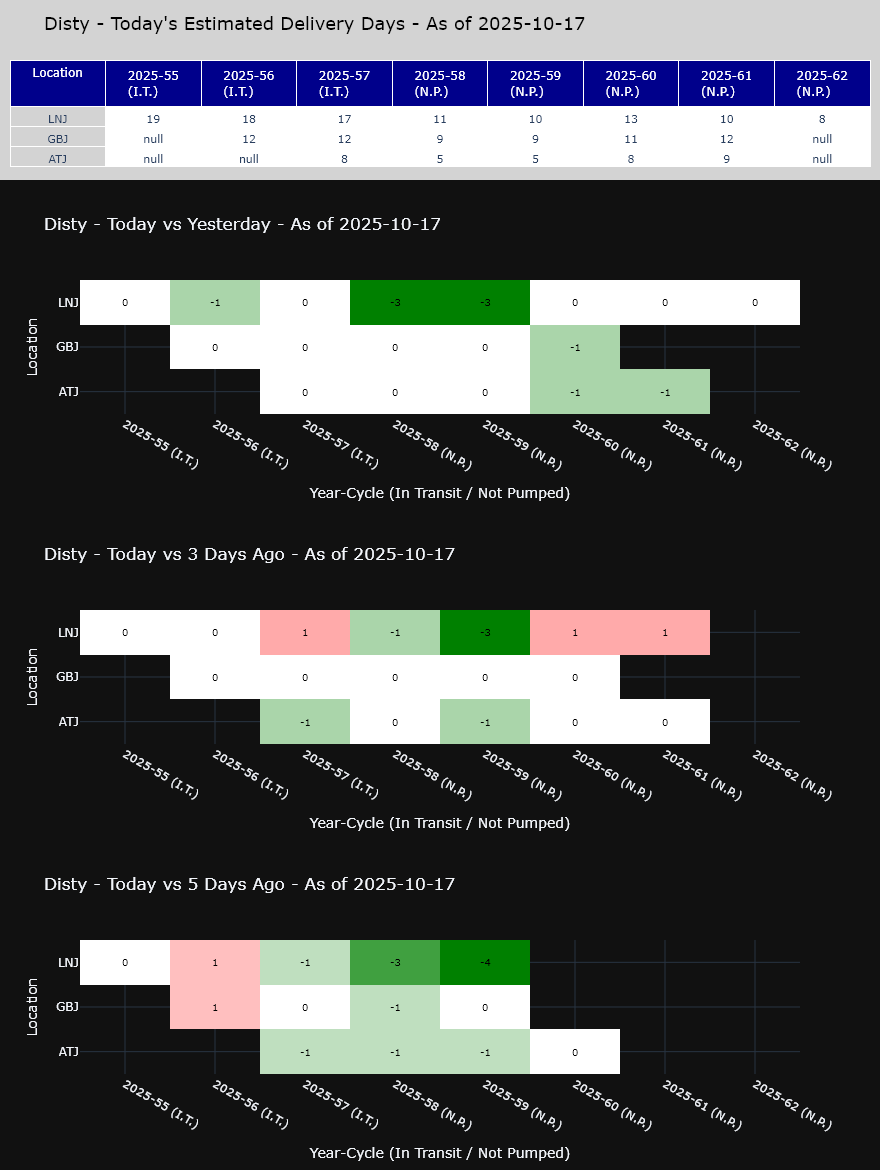 Disty - Today's Estimated Delivery Days - As of 2025-10-17
Location 2025-55 (I.T.) 2025-56 (I.T.) 2025-57 (I.T.) 2025-58 (N.P.) 2025-59 (N.P.) 2025-60 (N.P.) 2025-61 (N.P.) 2025-62 (N.P.)
LNJ 19 18 17 11 10 13 10 8
GBJ null 12 12 9 9 11 12 null
ATJ null null 8 5 5 8 9 null
Disty - Today vs Yesterday - As of 2025-10-17
Location
LNJ 0 -1 0 -3 -3 0 0 0
GBJ 0 0 0 0 -1
ATJ 0 0 0 -1 -1
2025-55 (I.T.) 2025-56 (I.T.) 2025-57 (I.T.) 2025-58 (N.P.) 2025-59 (N.P.) 2025-60 (N.P.) 2025-61 (N.P.) 2025-62 (N.P.)
Year-Cycle (In Transit / Not Pumped)
Disty - Today vs 3 Days Ago - As of 2025-10-17
Location
LNJ 0 0 1 -1 -3 1 1
GBJ 0 0 0 0 0
ATJ -1 0 -1 0 0
2025-55 (I.T.) 2025-56 (I.T.) 2025-57 (I.T.) 2025-58 (N.P.) 2025-59 (N.P.) 2025-60 (N.P.) 2025-61 (N.P.) 2025-62 (N.P.)
Year-Cycle (In Transit / Not Pumped)
Disty - Today vs 5 Days Ago - As of 2025-10-17
Location
LNJ 0 1 -1 -3 -4
GBJ 1 0 -1 0
ATJ -1 -1 -1 0
2025-55 (I.T.) 2025-56 (I.T.) 2025-57 (I.T.) 2025-58 (N.P.) 2025-59 (N.P.) 2025-60 (N.P.) 2025-61 (N.P.) 2025-62 (N.P.)
Year-Cycle (In Transit / Not Pumped)